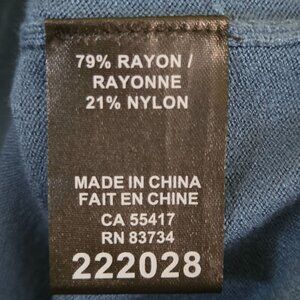 79% RAYON /
RAYONNE
21% NYLON
MADE IN CHINA
FAIT EN CHINE
CA 55417
RN 83734
222028